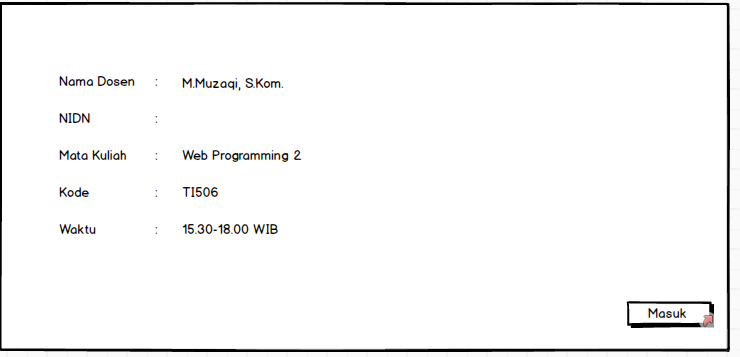 Nama Dosen : M.Muzaqi, S.Kom.
NIDN :
Mata Kuliah : Web Programming 2
Kode : TI506
Waktu : 15.30-18.00 WIB
Masuk